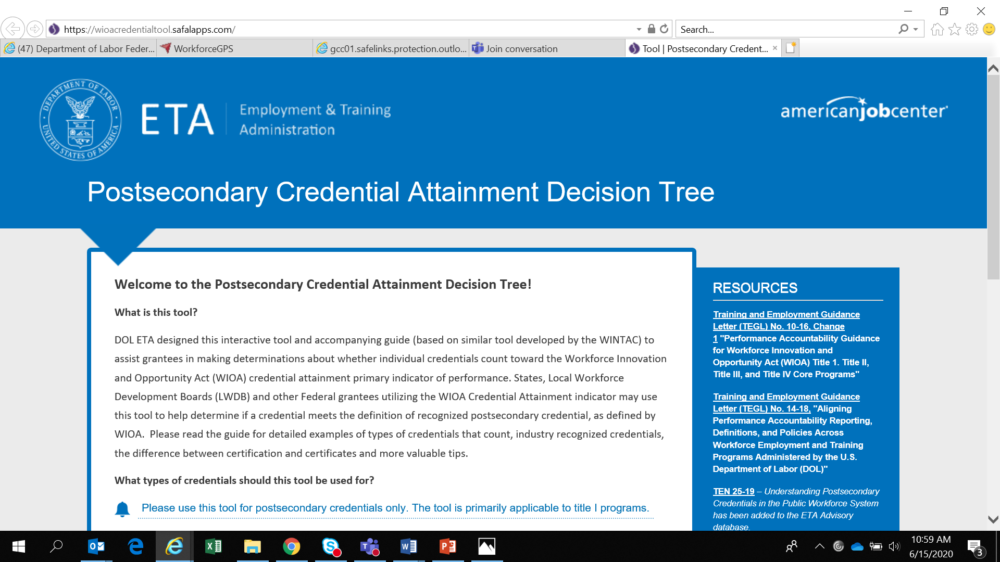 https://wioacredentialtool.safalapps.com/
Search...
(47) Department of Labor Feder...
WorkforceGPS
gcc01.safelinks.protection.outlo...
Join conversation
Tool | Postsecondary Credent...
DEPARTMENT OF LABOR
UNITED STATES OF AMERICA
ETA
Employment & Training
Administration
americanjobcenter
Postsecondary Credential Attainment Decision Tree
Welcome to the Postsecondary Credential Attainment Decision Tree!
What is this tool?
DOL ETA designed this interactive tool and accompanying guide (based on similar tool developed by the WINTAC) to
assist grantees in making determinations about whether individual credentials count toward the Workforce Innovation
and Opportunity Act (WIOA) credential attainment primary indicator of performance. States, Local Workforce
Development Boards (LWDB) and other Federal grantees utilizing the WIOA Credential Attainment indicator may use
this tool to help determine if a credential meets the definition of recognized postsecondary credential, as defined by
WIOA.  Please read the guide for detailed examples of types of credentials that count, industry recognized credentials,
the difference between certification and certificates and more valuable tips.
What types of credentials should this tool be used for?
Please use this tool for postsecondary credentials only. The tool is primarily applicable to title I programs.
RESOURCES
Training and Employment Guidance
Letter (TEGL) No. 10-16, Change
1 "Performance Accountability Guidance
for Workforce Innovation and
Opportunity Act (WIOA) Title 1. Title II,
Title III, and Title IV Core Programs"
Training and Employment Guidance
Letter (TEGL) No. 14-18, "Aligning
Performance Accountability Reporting,
Definitions, and Policies Across
Workforce Employment and Training
Programs Administered by the U.S.
Department of Labor (DOL)"
TEN 25-19 – Understanding Postsecondary
Credentials in the Public Workforce System
has been added to the ETA Advisory
database.
10:59 AM
6/15/2020
3